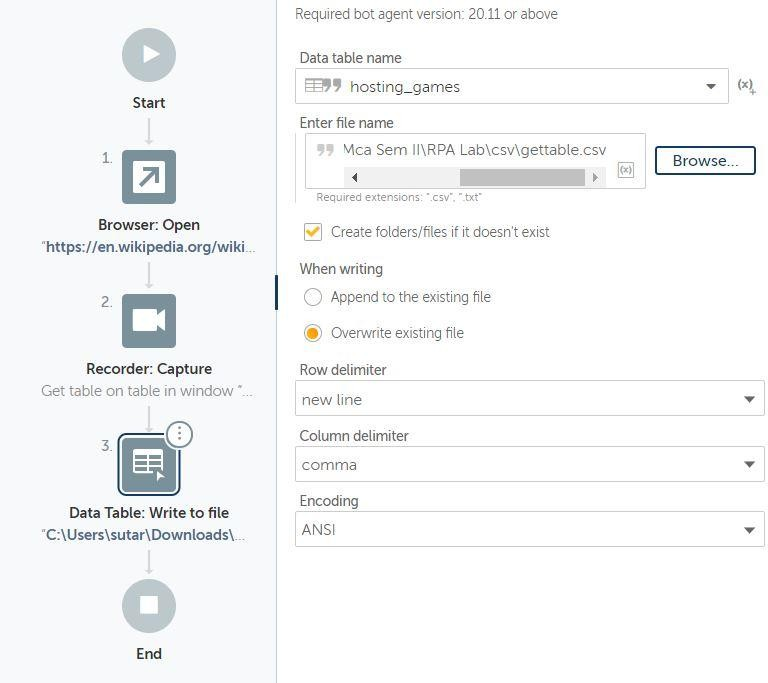 Start
1.
Browser: Open
“https://en.wikipedia.org/wiki...
2.
Recorder: Capture
Get table on table in window “...
3.
Data Table: Write to file
“C:\Users\sutar\Downloads\...
End
Required bot agent version: 20.11 or above
Data table name
hosting_games
(x)+
Enter file name
Mca Sem II\RPA Lab\csv\gettable.csv
(x)
Browse...
Required extensions: ".csv", ".txt"
Create folders/files if it doesn't exist
When writing
Append to the existing file
Overwrite existing file
Row delimiter
new line
Column delimiter
comma
Encoding
ANSI